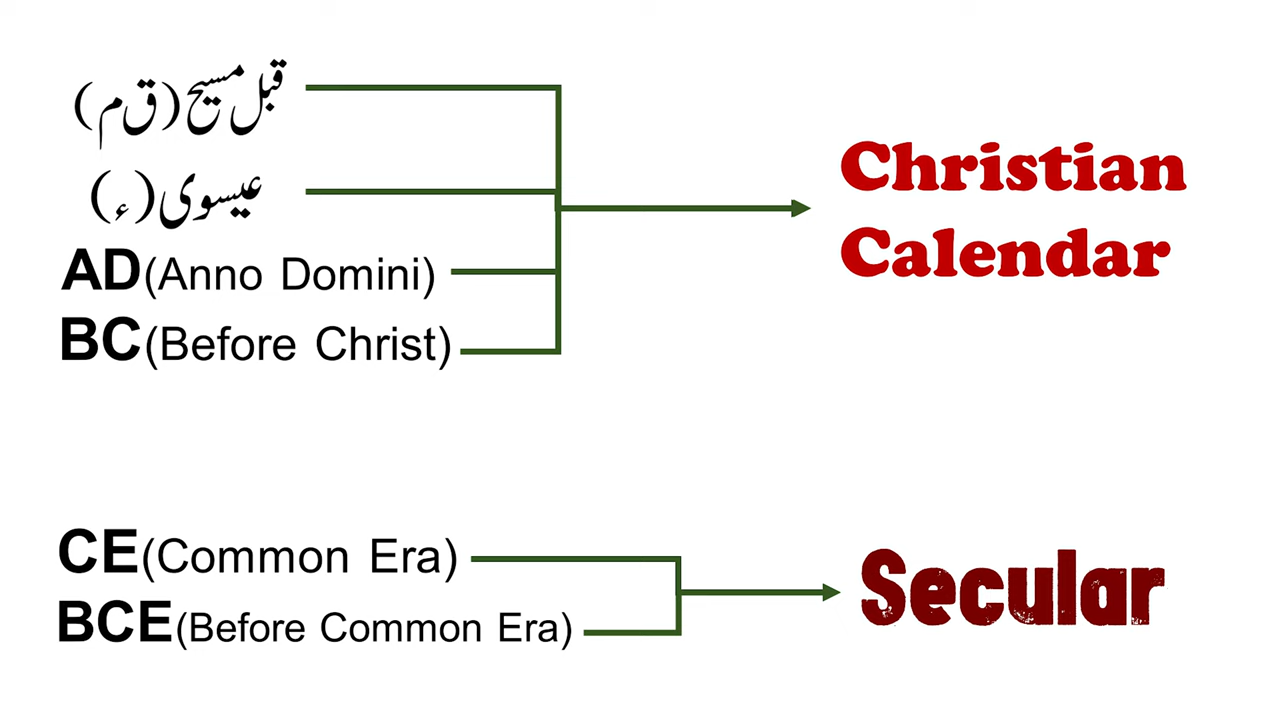 قبل مسیح (ق م)
عیسوی (ء)
AD(Anno Domini)
BC(Before Christ)
Christian
Calendar
CE(Common Era)
BCE(Before Common Era)
Secular